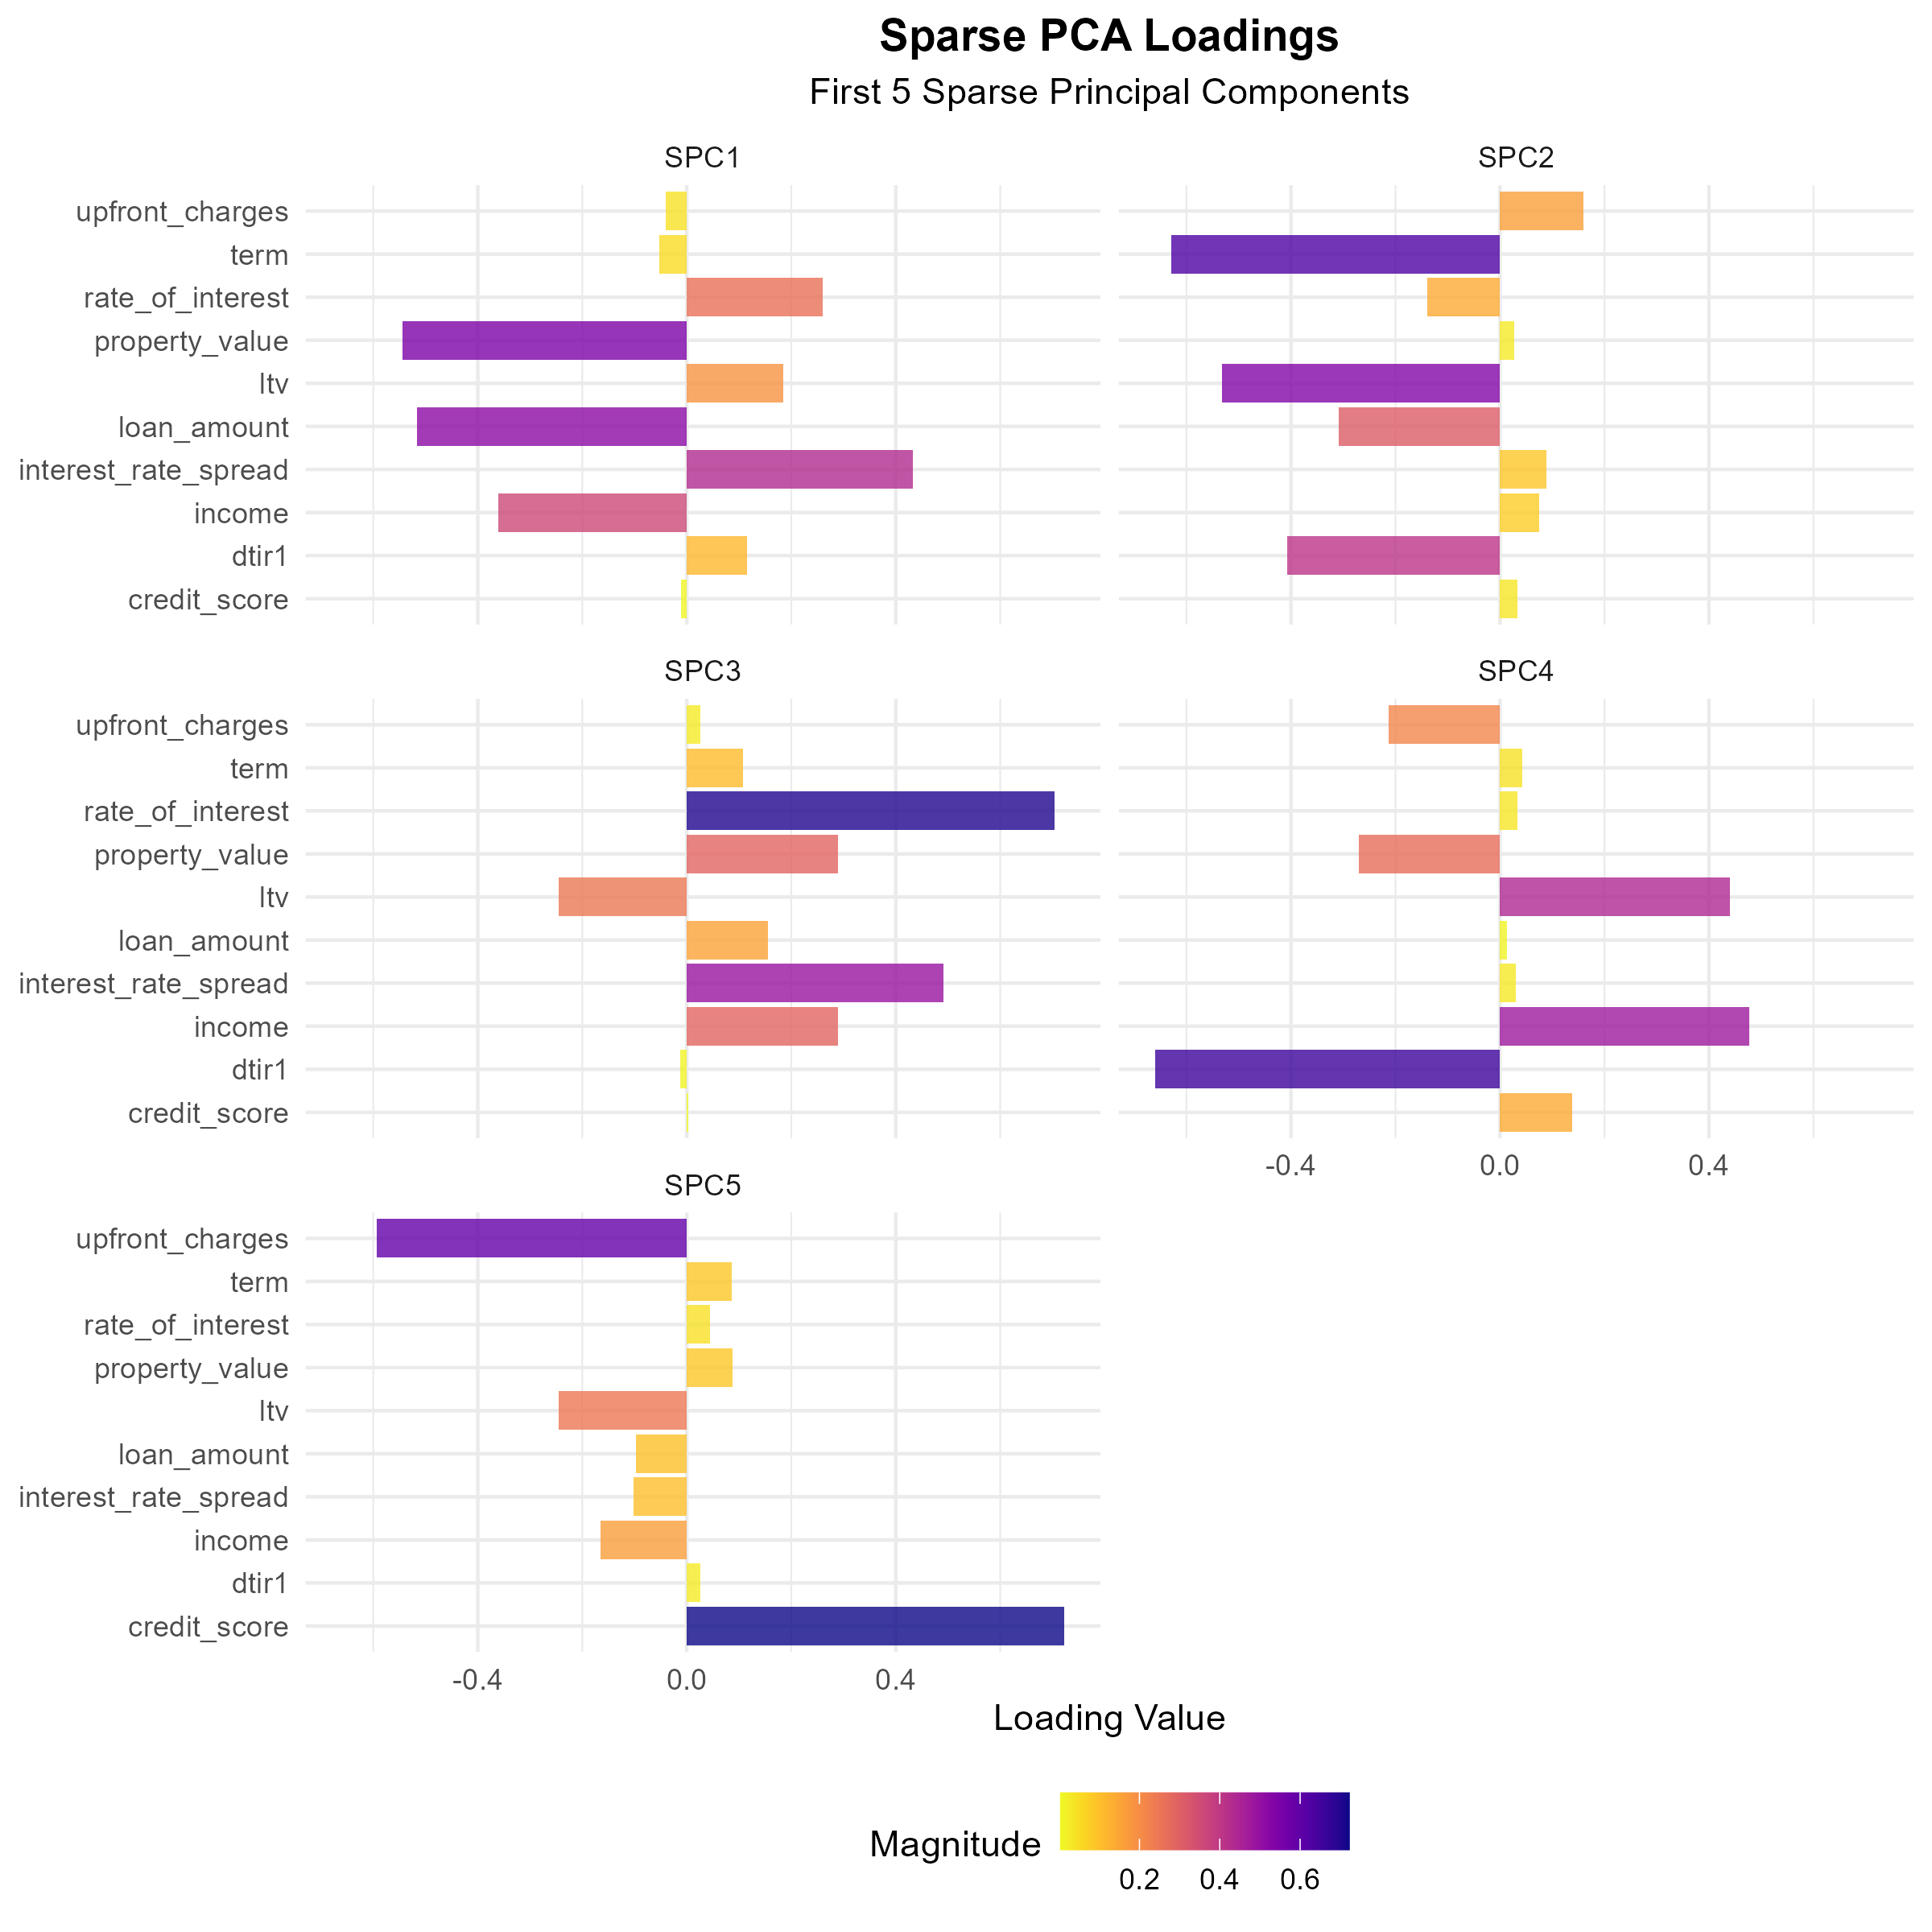 Sparse PCA Loadings
First 5 Sparse Principal Components
SPC1
SPC2
upfront_charges
term
rate_of_interest
property_value
ltv
loan_amount
interest_rate_spread
income
dtir1
credit_score
SPC3
SPC4
upfront_charges
term
rate_of_interest
property_value
ltv
loan_amount
interest_rate_spread
income
dtir1
credit_score
-0.4 0.0 0.4
SPC5
upfront_charges
term
rate_of_interest
property_value
ltv
loan_amount
interest_rate_spread
income
dtir1
credit_score
-0.4 0.0 0.4
Loading Value
Magnitude
0.2 0.4 0.6